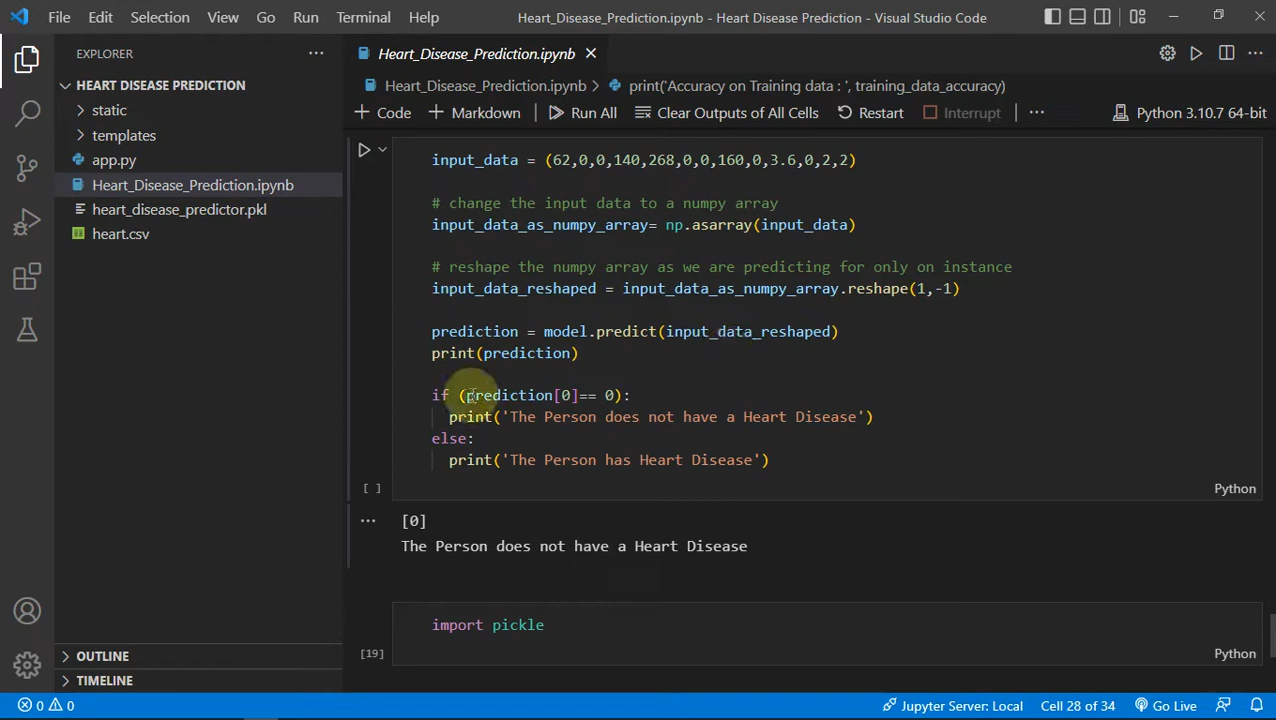 File Edit Selection View Go Run Terminal Help Heart_Disease_Prediction.ipynb - Heart Disease Prediction - Visual Studio Code
EXPLORER
HEART DISEASE PREDICTION
static
templates
app.py
Heart_Disease_Prediction.ipynb
heart_disease_predictor.pkl
heart.csv
OUTLINE
TIMELINE
Heart_Disease_Prediction.ipynb
Heart_Disease_Prediction.ipynb > print('Accuracy on Training data : ', training_data_accuracy)
+ Code + Markdown Run All Clear Outputs of All Cells Restart Interrupt Python 3.10.7 64-bit
input_data = (62,0,0,140,268,0,0,160,0,3.6,0,2,2)
# change the input data to a numpy array
input_data_as_numpy_array= np.asarray(input_data)
# reshape the numpy array as we are predicting for only on instance
input_data_reshaped = input_data_as_numpy_array.reshape(1,-1)
prediction = model.predict(input_data_reshaped)
print(prediction)
if (prediction[0]== 0):
print('The Person does not have a Heart Disease')
else:
print('The Person has Heart Disease')
[ ] Python
[0]
The Person does not have a Heart Disease
import pickle
[19] Python
0 0 Jupyter Server: Local Cell 28 of 34 Go Live